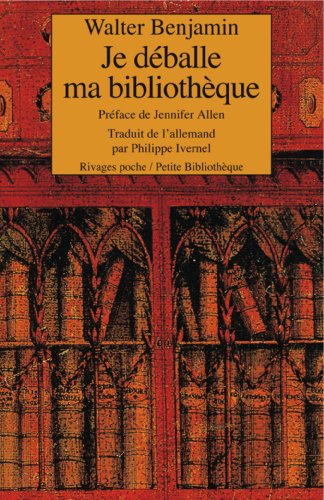 Walter Benjamin
Je déballe
ma bibliothèque
Préface de Jennifer Allen
Traduit de l'allemand
par Philippe Ivernel
Rivages poche / Petite Bibliothèque